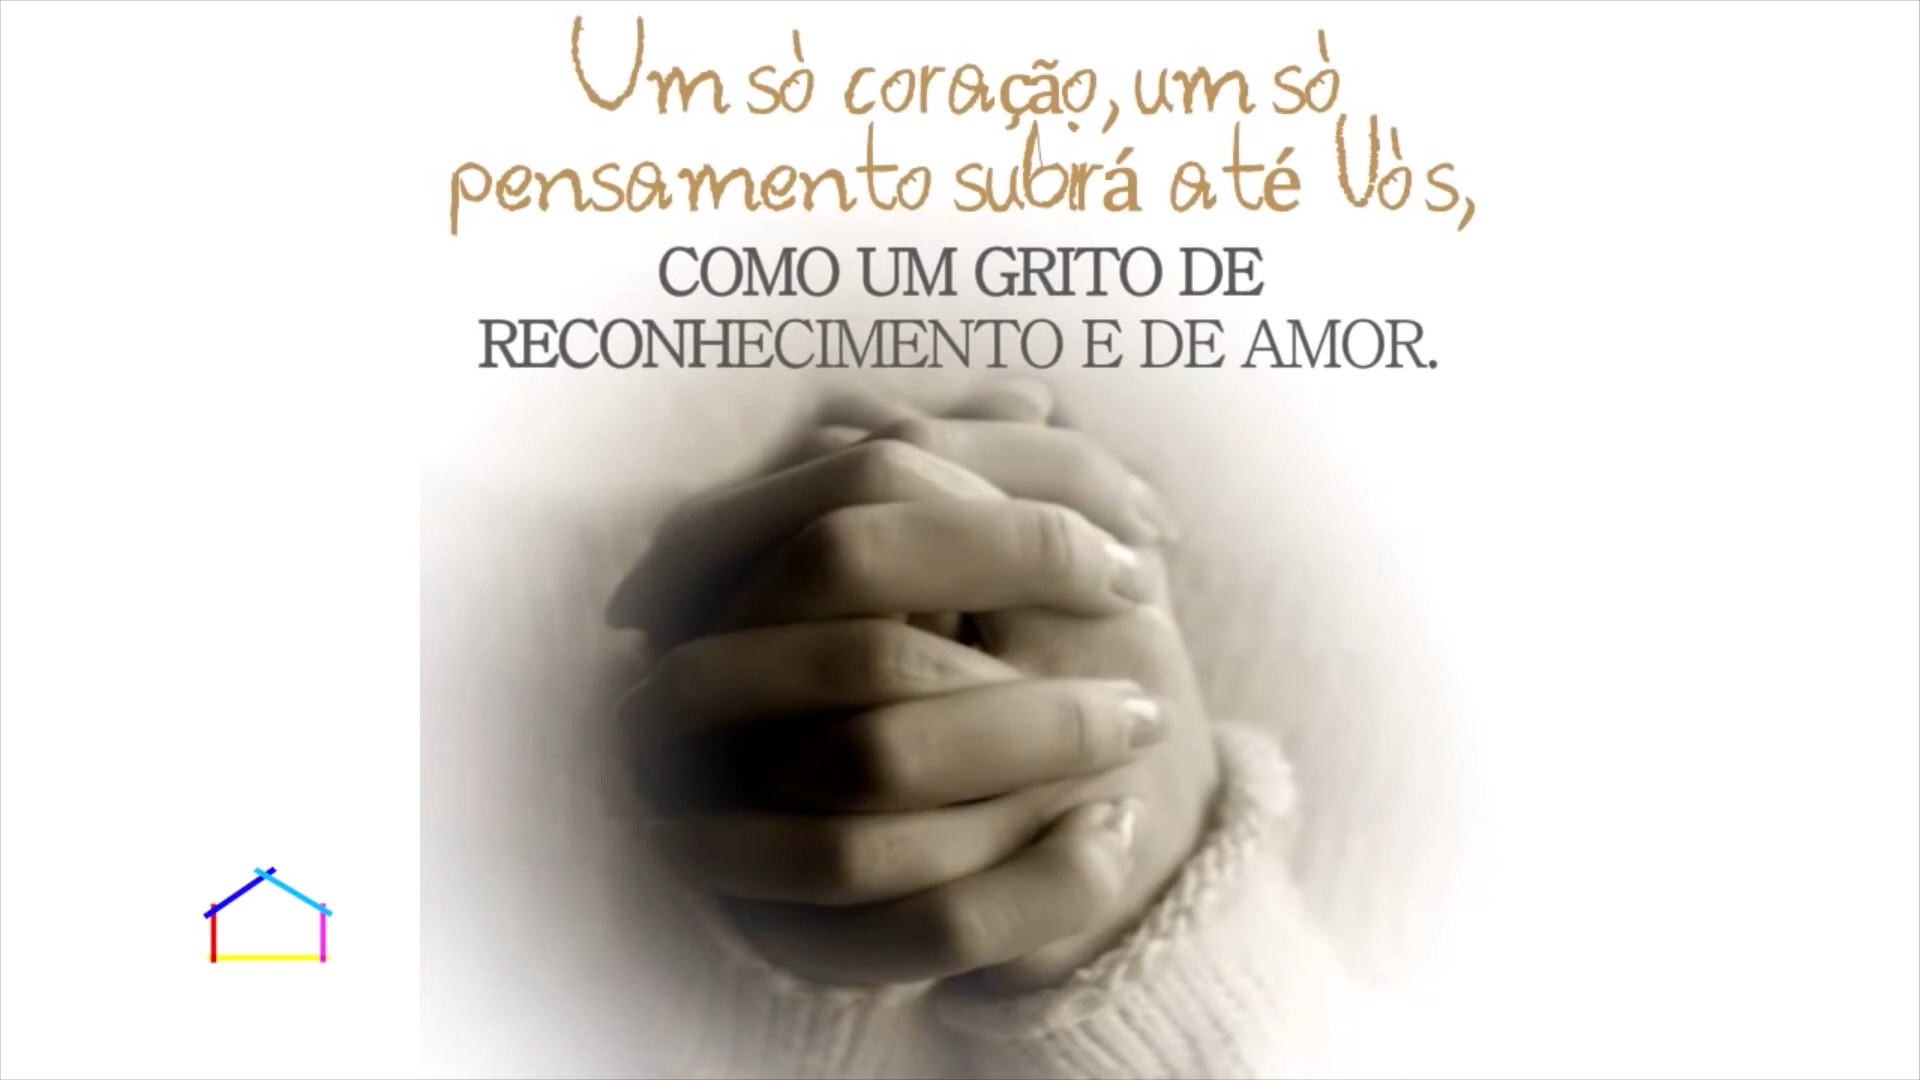 Um sò coração, um sò
pensamento subirá até Vòs,
COMO UM GRITO DE
RECONHECIMENTO E DE AMOR.